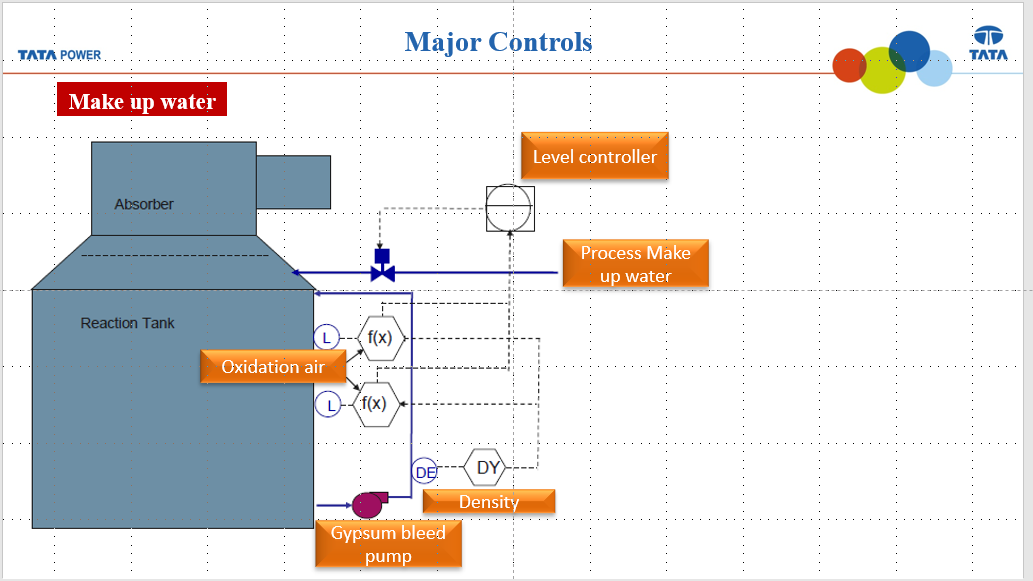 Major Controls
TATA POWER
TATA
Make up water
Level controller
Absorber
Process Make
up water
Reaction Tank
L
f(x)
Oxidation air
L
f(x)
DE
DY
Density
Gypsum bleed
pump